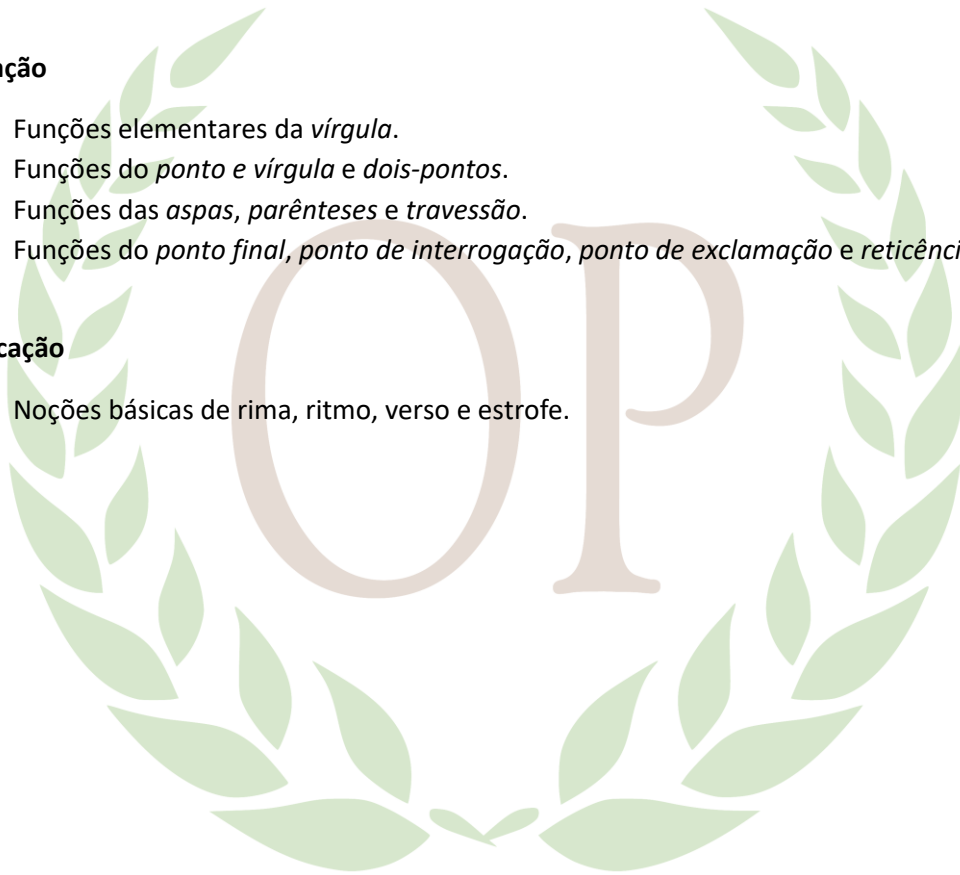 ção
Funções elementares da vírgula.
Funções do ponto e vírgula e dois-pontos.
Funções das aspas, parênteses e travessão.
Funções do ponto final, ponto de interrogação, ponto de exclamação e reticênci
cação
Noções básicas de rima, ritmo, verso e estrofe.
OP